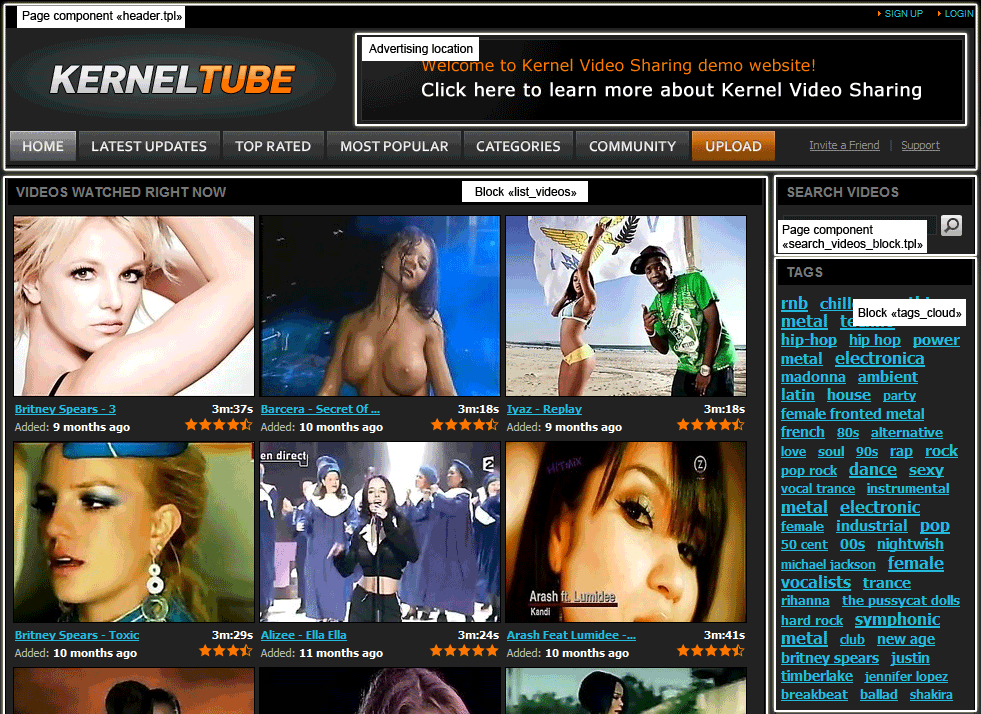 Page component «header.tpl»
SIGN UP
LOGIN
KERNELTUBE
Advertising location
Welcome to Kernel Video Sharing demo website!
Click here to learn more about Kernel Video Sharing
HOME
LATEST UPDATES
TOP RATED
MOST POPULAR
CATEGORIES
COMMUNITY
UPLOAD
Invite a Friend | Support
VIDEOS WATCHED RIGHT NOW
Block «list_videos»
Britney Spears - 3 3m:37s
Added: 9 months ago
Barcera - Secret Of ... 3m:18s
Added: 10 months ago
Iyaz - Replay 3m:18s
Added: 9 months ago
en direct
2
HITMIX
Z
Arash ft. Lumidee
Kandi
Britney Spears - Toxic 3m:29s
Added: 10 months ago
Alizee - Ella Ella 3m:24s
Added: 11 months ago
Arash Feat Lumidee -... 3m:41s
Added: 10 months ago
SEARCH VIDEOS
Page component
«search_videos_block.tpl»
TAGS
Block «tags_cloud»
rnb
metal
hip-hop hip hop power
metal electronica
madonna ambient
latin house party
female fronted metal
french 80s alternative
love soul 90s rap rock
pop rock dance sexy
vocal trance instrumental
metal electronic
female industrial pop
50 cent 00s nightwish
michael jackson female
vocalists trance
rihanna the pussycat dolls
hard rock symphonic
metal club new age
britney spears justin
timberlake jennifer lopez
breakbeat ballad shakira